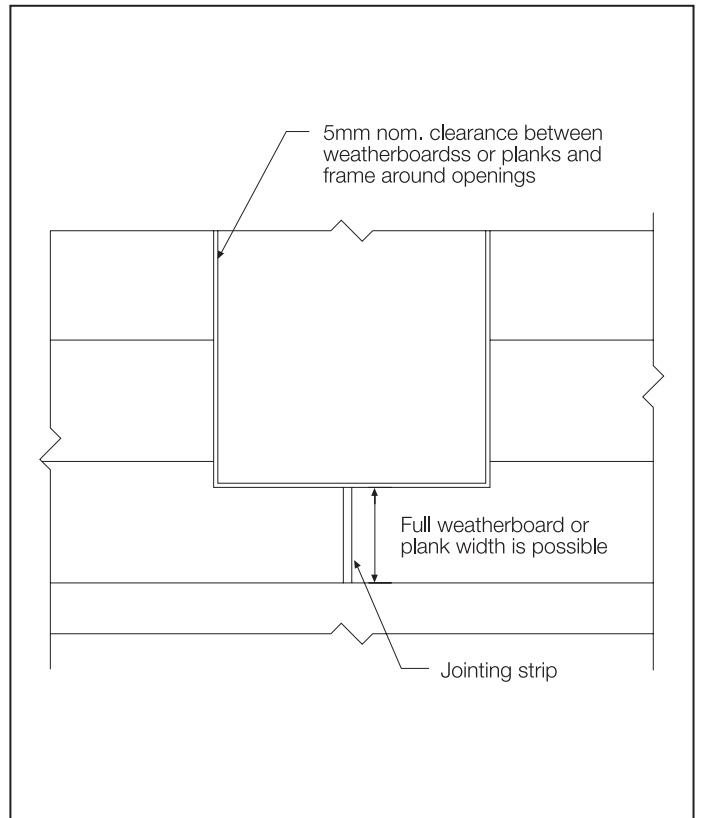 5mm nom. clearance between
weatherboardss or planks and
frame around openings
Full weatherboard or
plank width is possible
Jointing strip